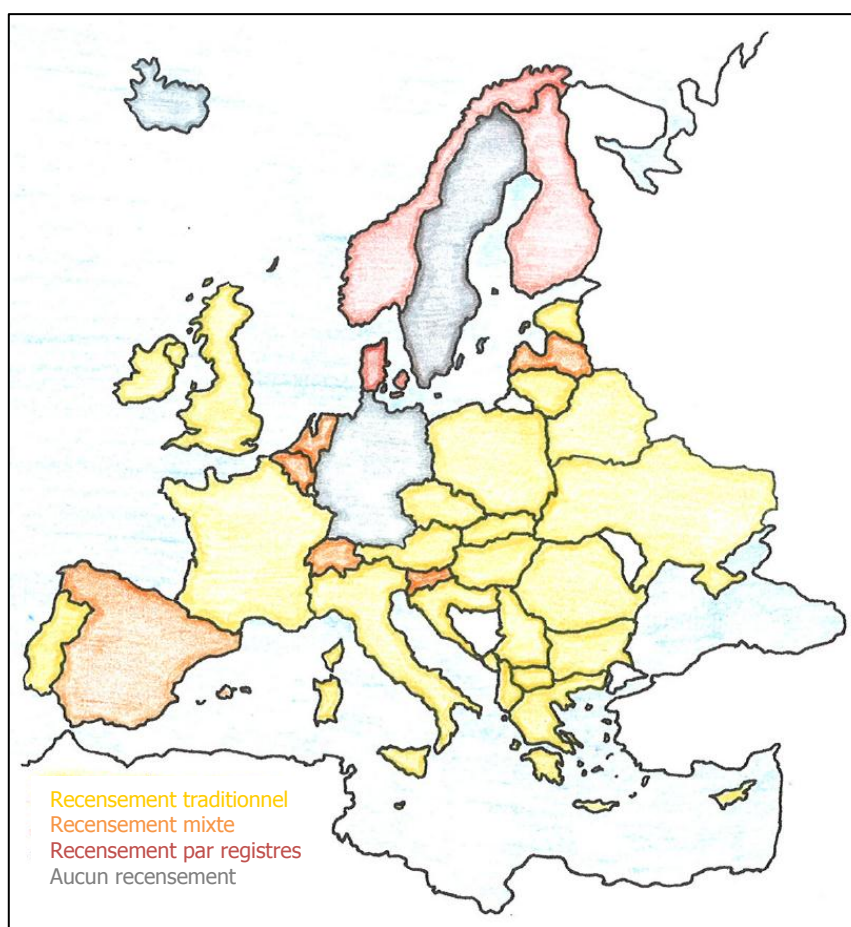 Recensement traditionnel
Recensement mixte
Recensement par registres
Aucun recensement